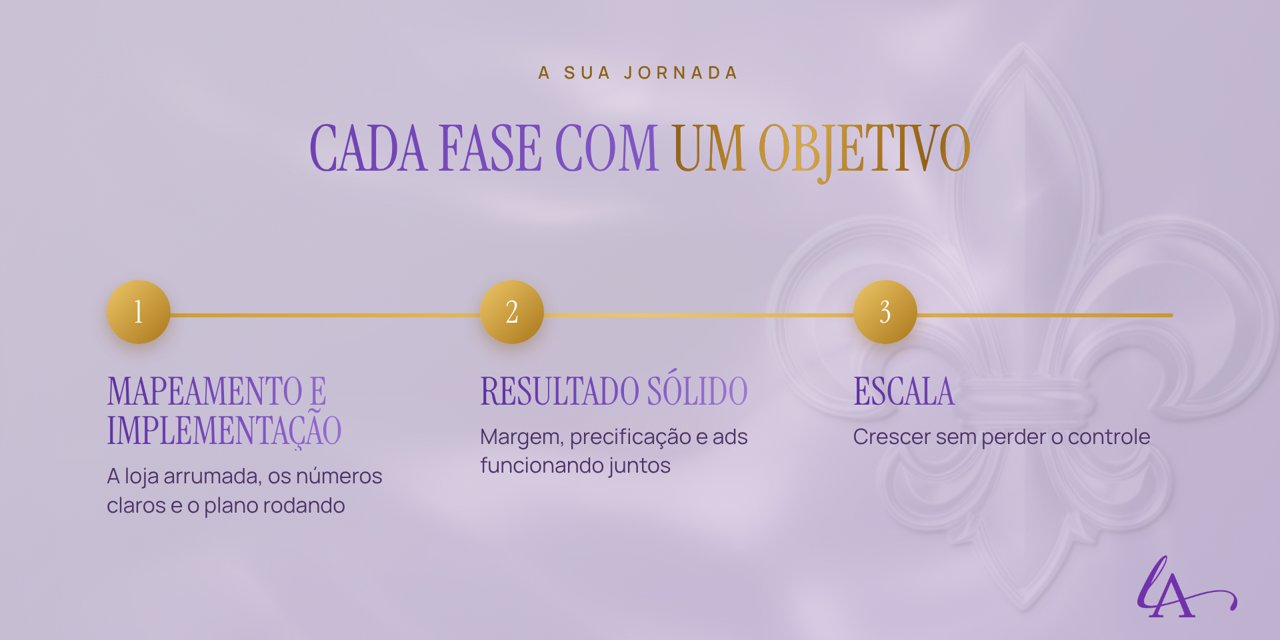 A SUA JORNADA
CADA FASE COM UM OBJETIVO
1
2
3
MAPEAMENTO E
IMPLEMENTAÇÃO
A loja arrumada, os números
claros e o plano rodando
RESULTADO SÓLIDO
Margem, precificação e ads
funcionando juntos
ESCALA
Crescer sem perder o controle
LA